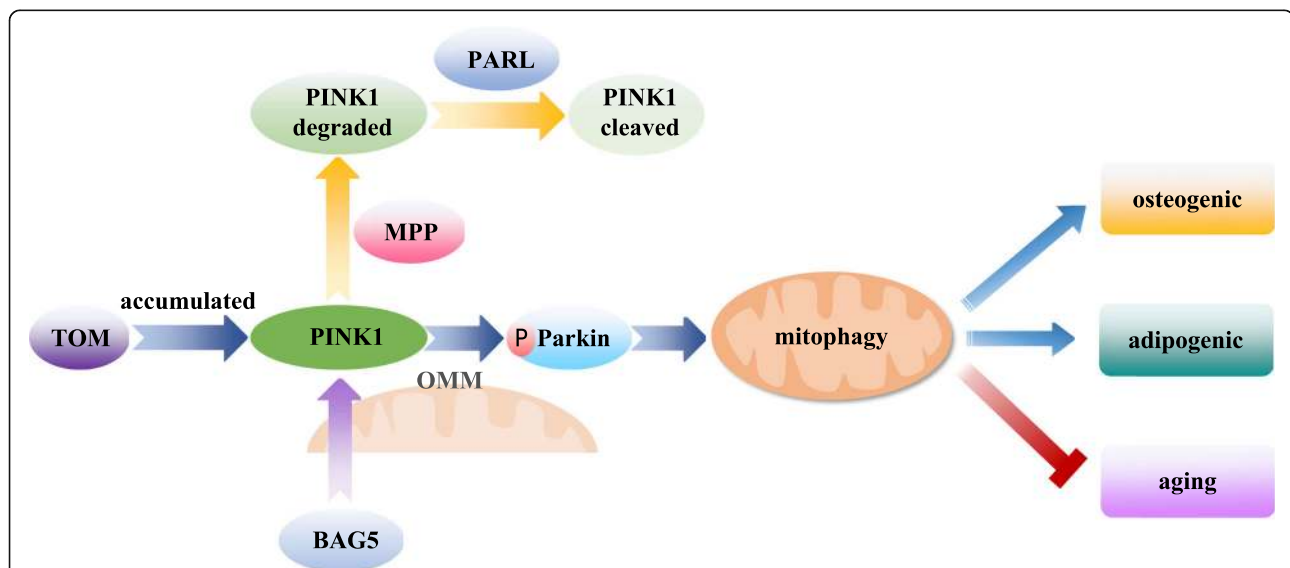 PARL
PINK1
degraded
PINK1
cleaved
MPP
osteogenic
accumulated
TOM
PINK1
P
Parkin
mitophagy
adipogenic
OMM
aging
BAG5